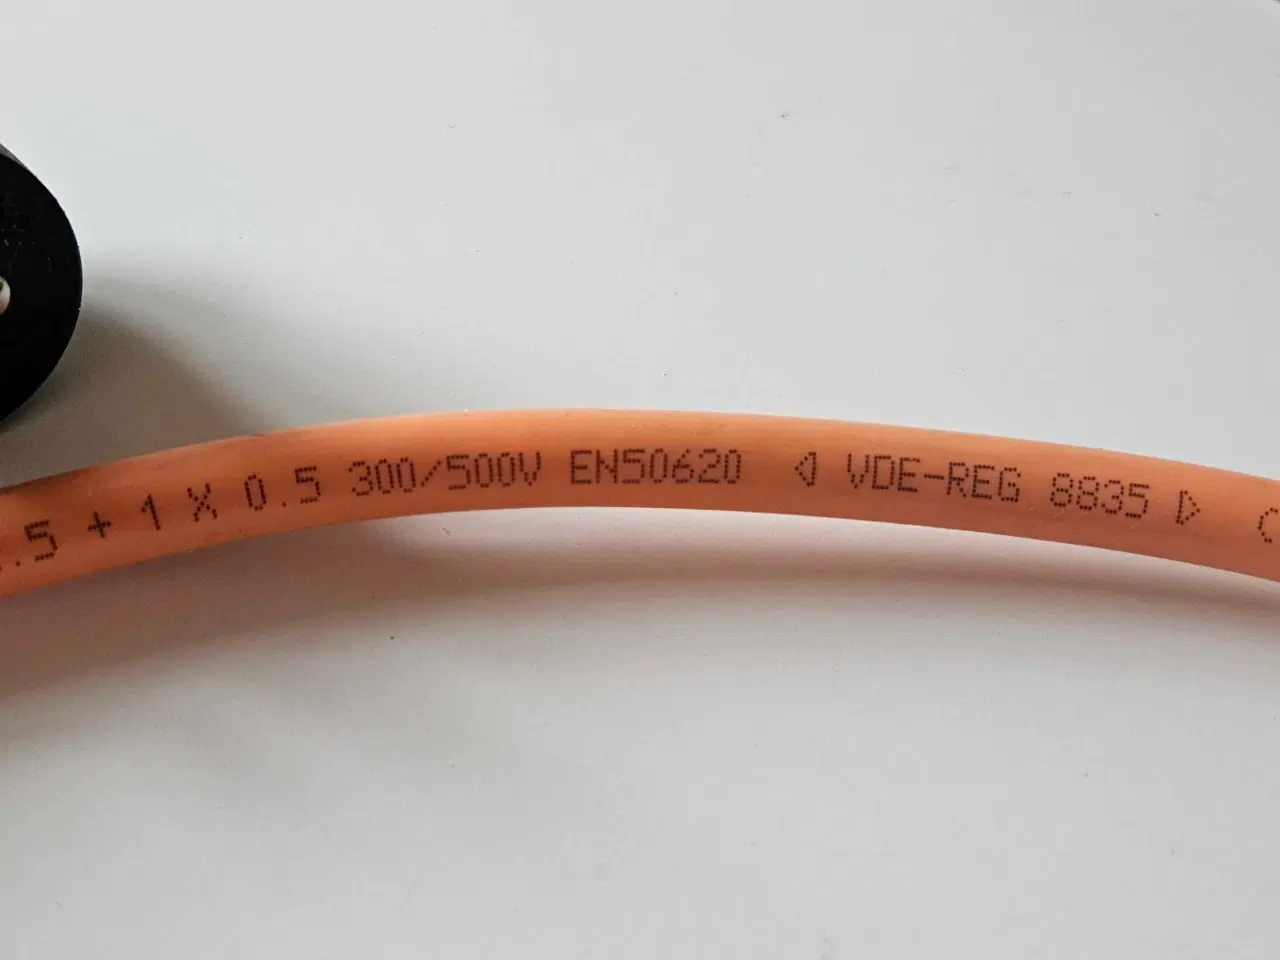 .5 + 1 X 0.5 300/500V EN50620 ◁ VDE-REG 8835 ▷